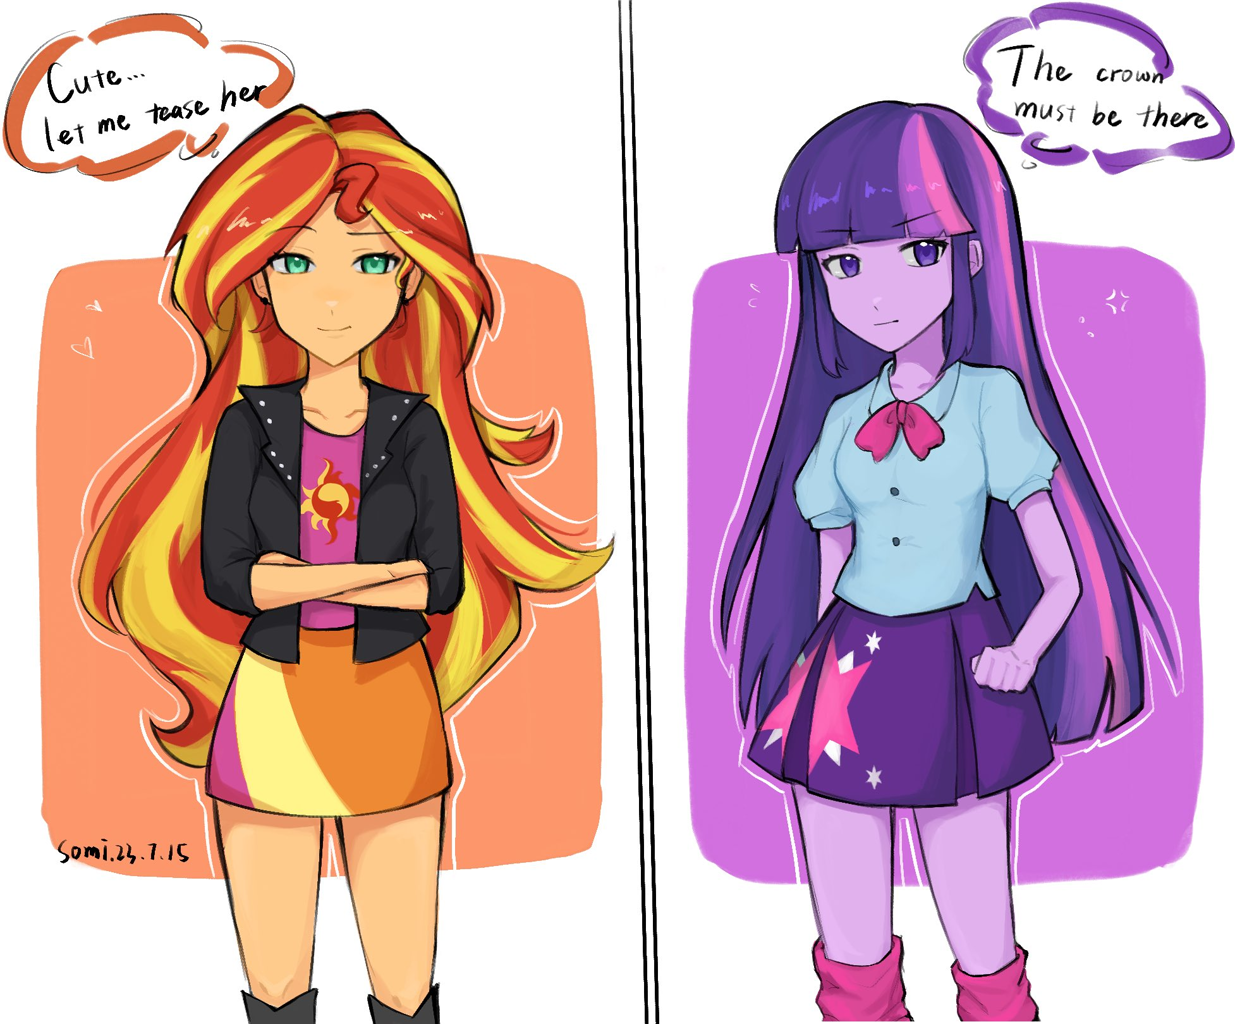 Cute...
let me tease her
The crown
must be there
Somi.23.7.15